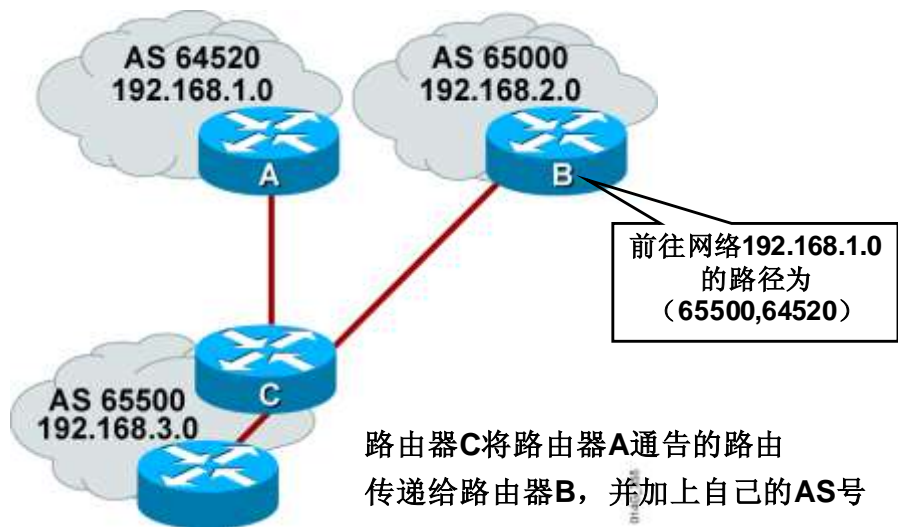 AS 64520
192.168.1.0
AS 65000
192.168.2.0
A
B
前往网络192.168.1.0
的路径为
（65500,64520）
C
AS 65500
192.168.3.0
路由器C将路由器A通告的路由
传递给路由器B，并加上自己的AS号